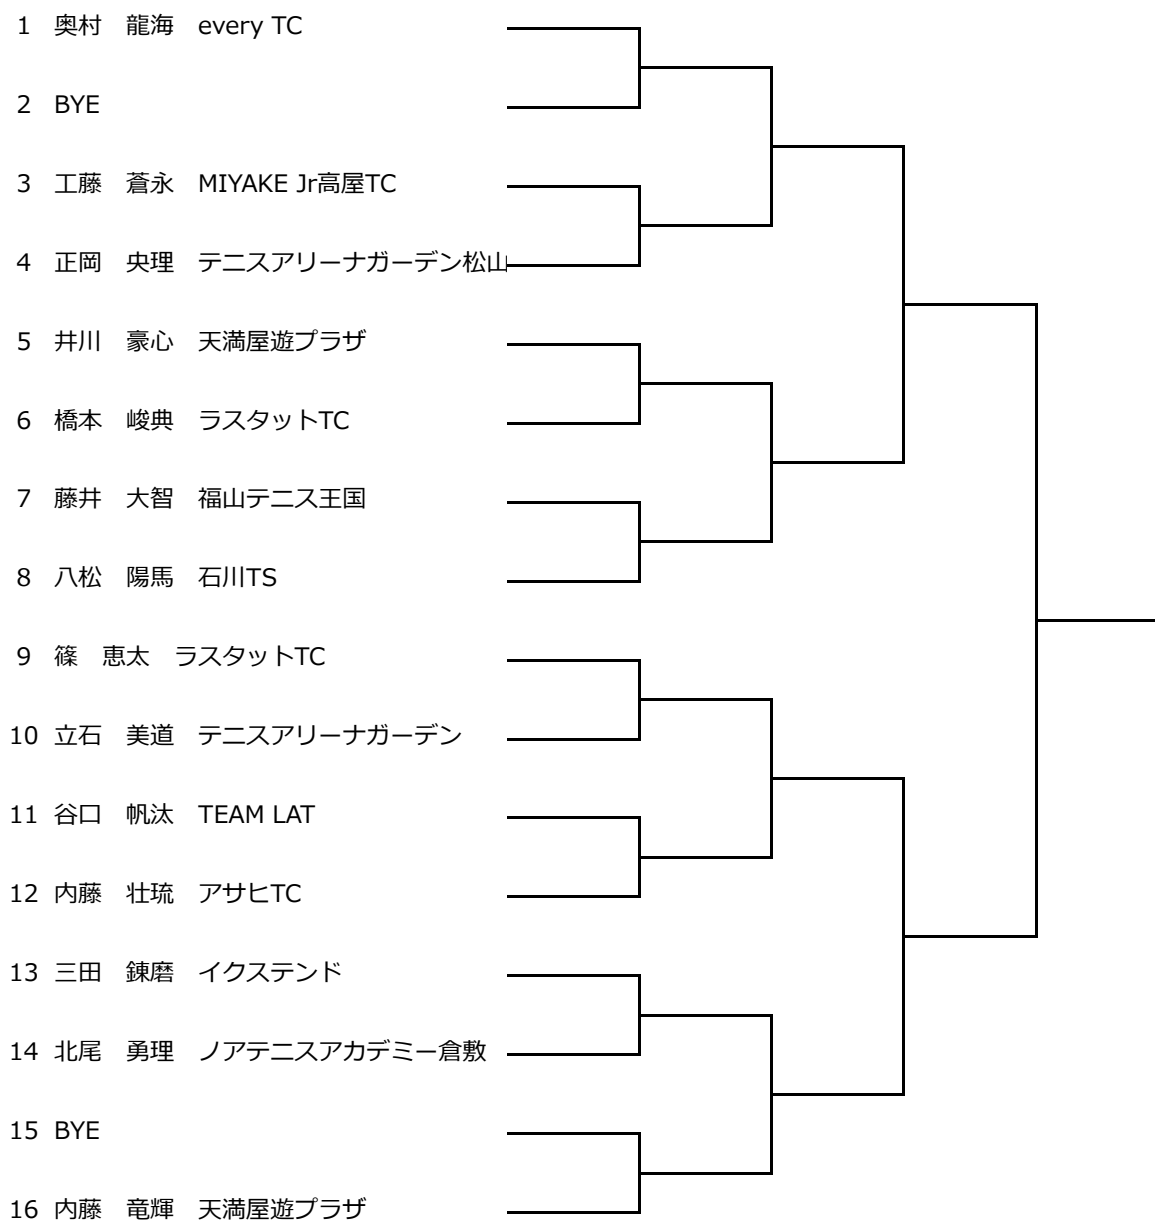 1 奥村　龍海　every TC
2 BYE
3 工藤　蒼永　MIYAKE Jr高屋TC
4 正岡　央理　テニスアリーナガーデン松山
5 井川　豪心　天満屋遊プラザ
6 橋本　峻典　ラスタットTC
7 藤井　大智　福山テニス王国
8 八松　陽馬　石川TS
9 篠　恵太　ラスタットTC
10 立石　美道　テニスアリーナガーデン
11 谷口　帆汰　TEAM LAT
12 内藤　壮琉　アサヒTC
13 三田　錬磨　イクステンド
14 北尾　勇理　ノアテニスアカデミー倉敷
15 BYE
16 内藤　竜輝　天満屋遊プラザ